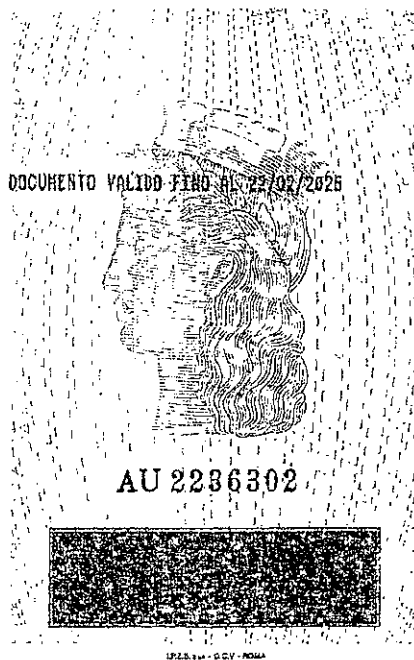 DOCUMENTO VALIDO FINO AL 22/02/2026
AU 2236302
I.P.Z.S. S.p.A. - O.C.V. - ROMA